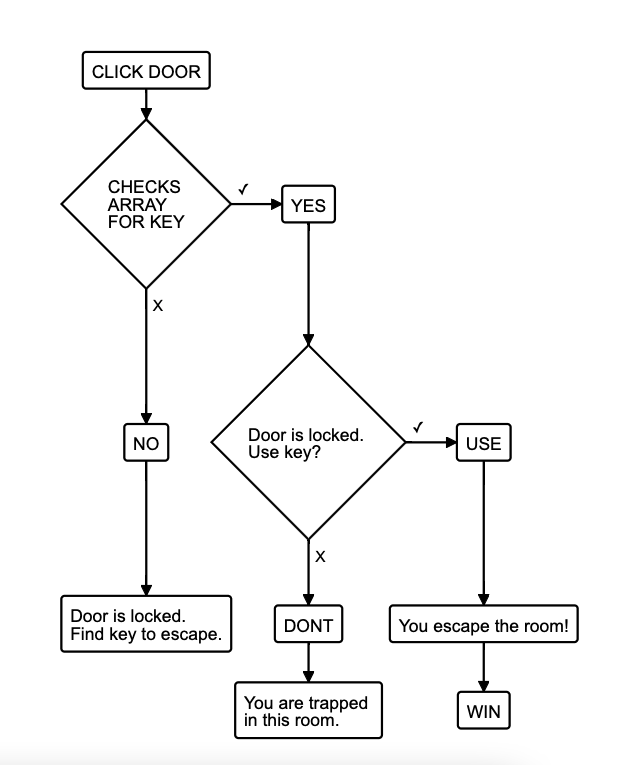 CLICK DOOR
CHECKS
ARRAY
FOR KEY
✓
YES
X
NO
Door is locked.
Find key to escape.
Door is locked.
Use key?
✓
USE
X
DONT
You are trapped
in this room.
You escape the room!
WIN